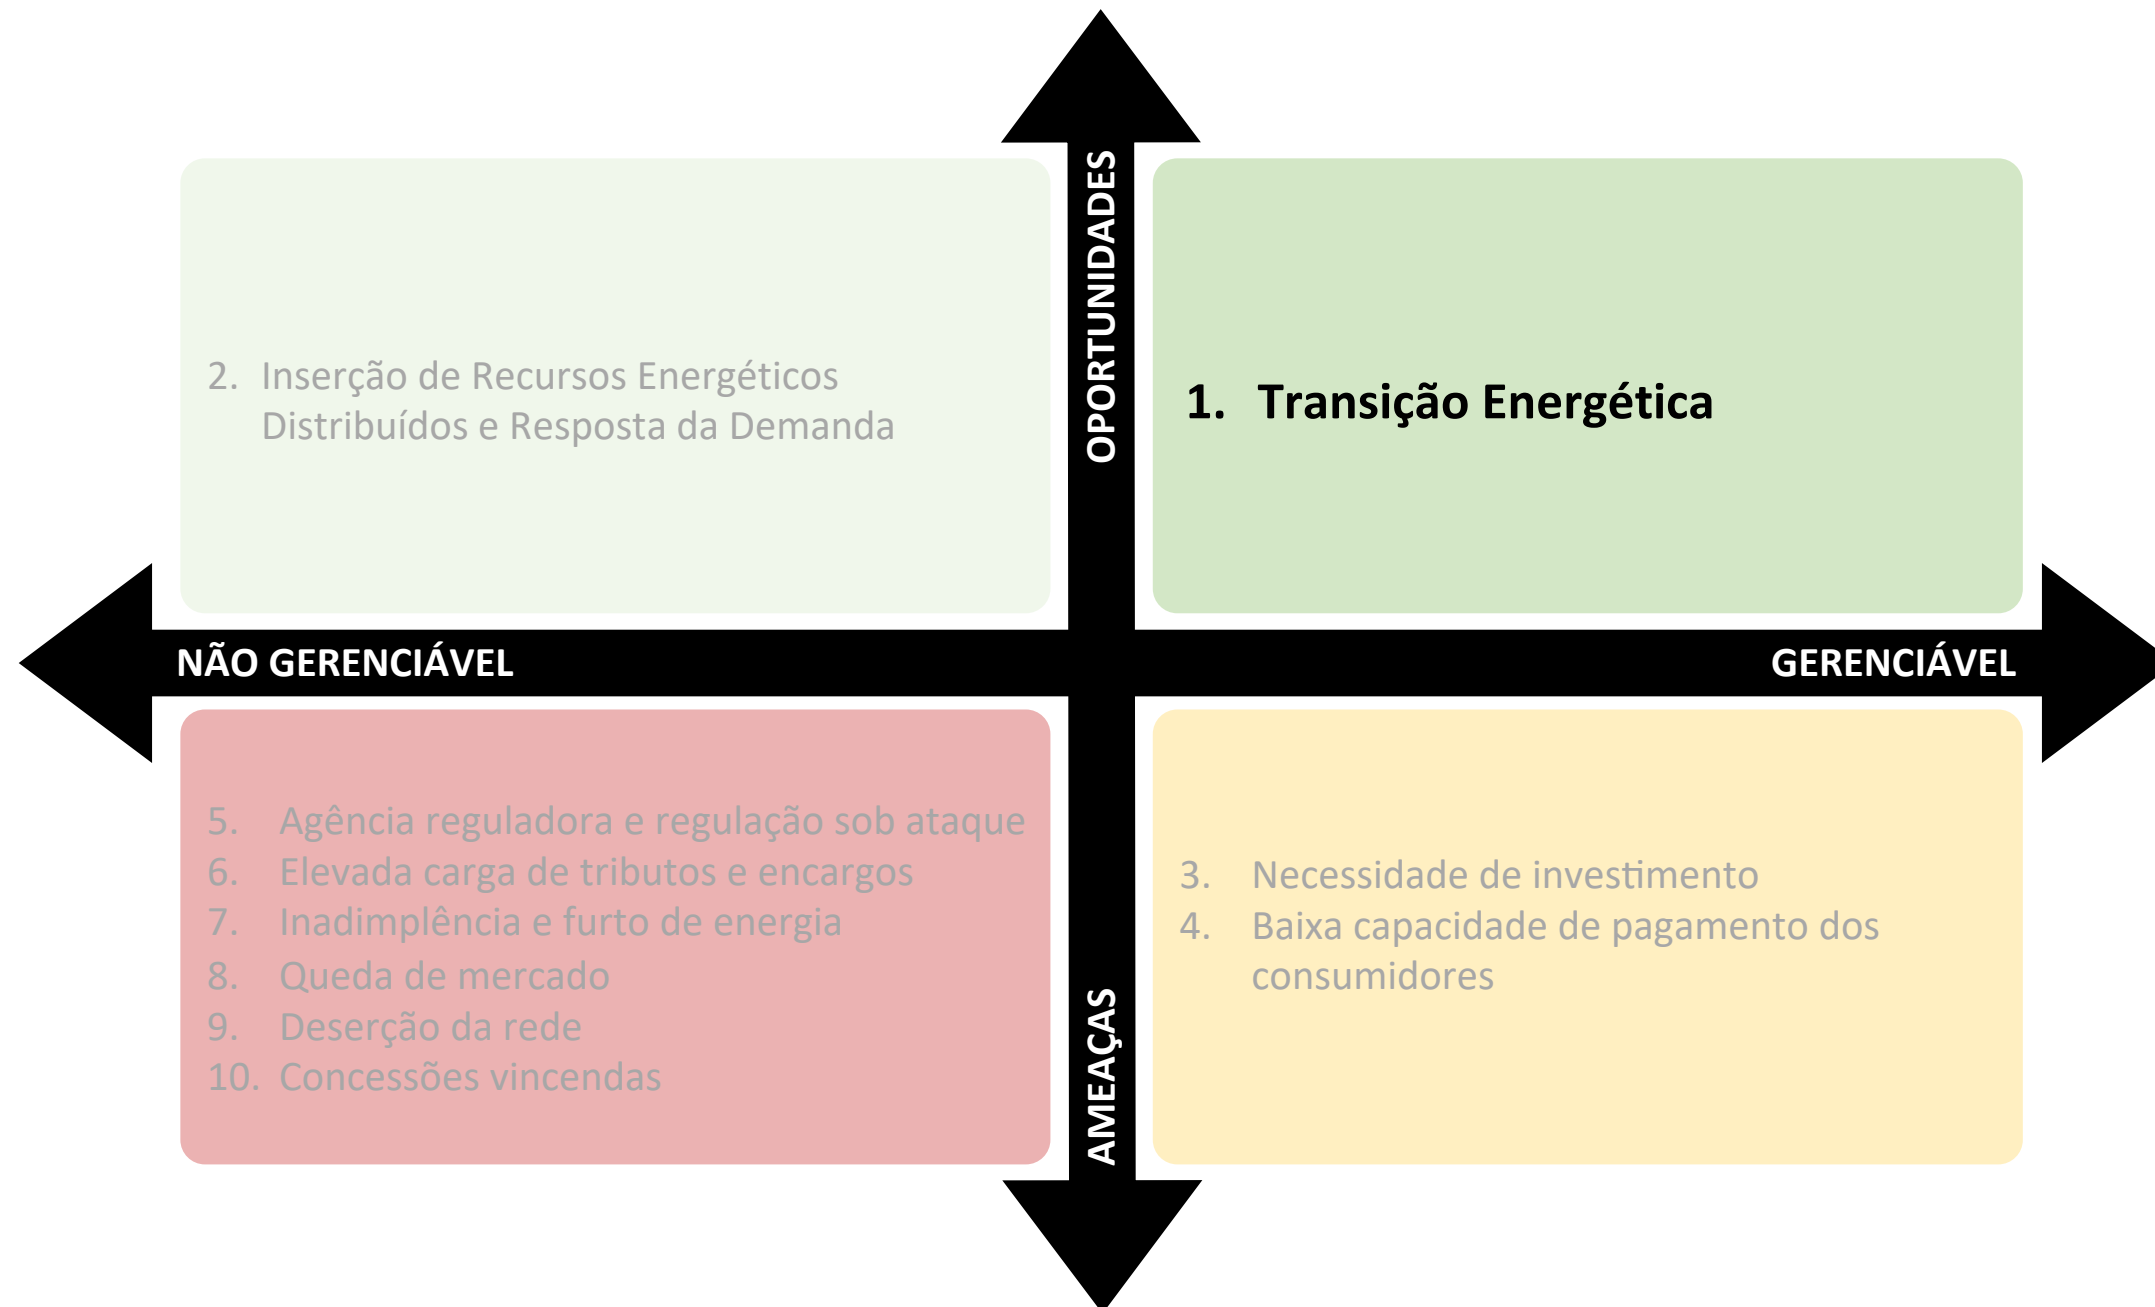 OPORTUNIDADES
2. Inserção de Recursos Energéticos
Distribuídos e Resposta da Demanda
1. Transição Energética
NÃO GERENCIÁVEL
GERENCIÁVEL
5. Agência reguladora e regulação sob ataque
6. Elevada carga de tributos e encargos
7. Inadimplência e furto de energia
8. Queda de mercado
9. Deserção da rede
10. Concessões vincendas
3. Necessidade de investimento
4. Baixa capacidade de pagamento dos
consumidores
AMEAÇAS